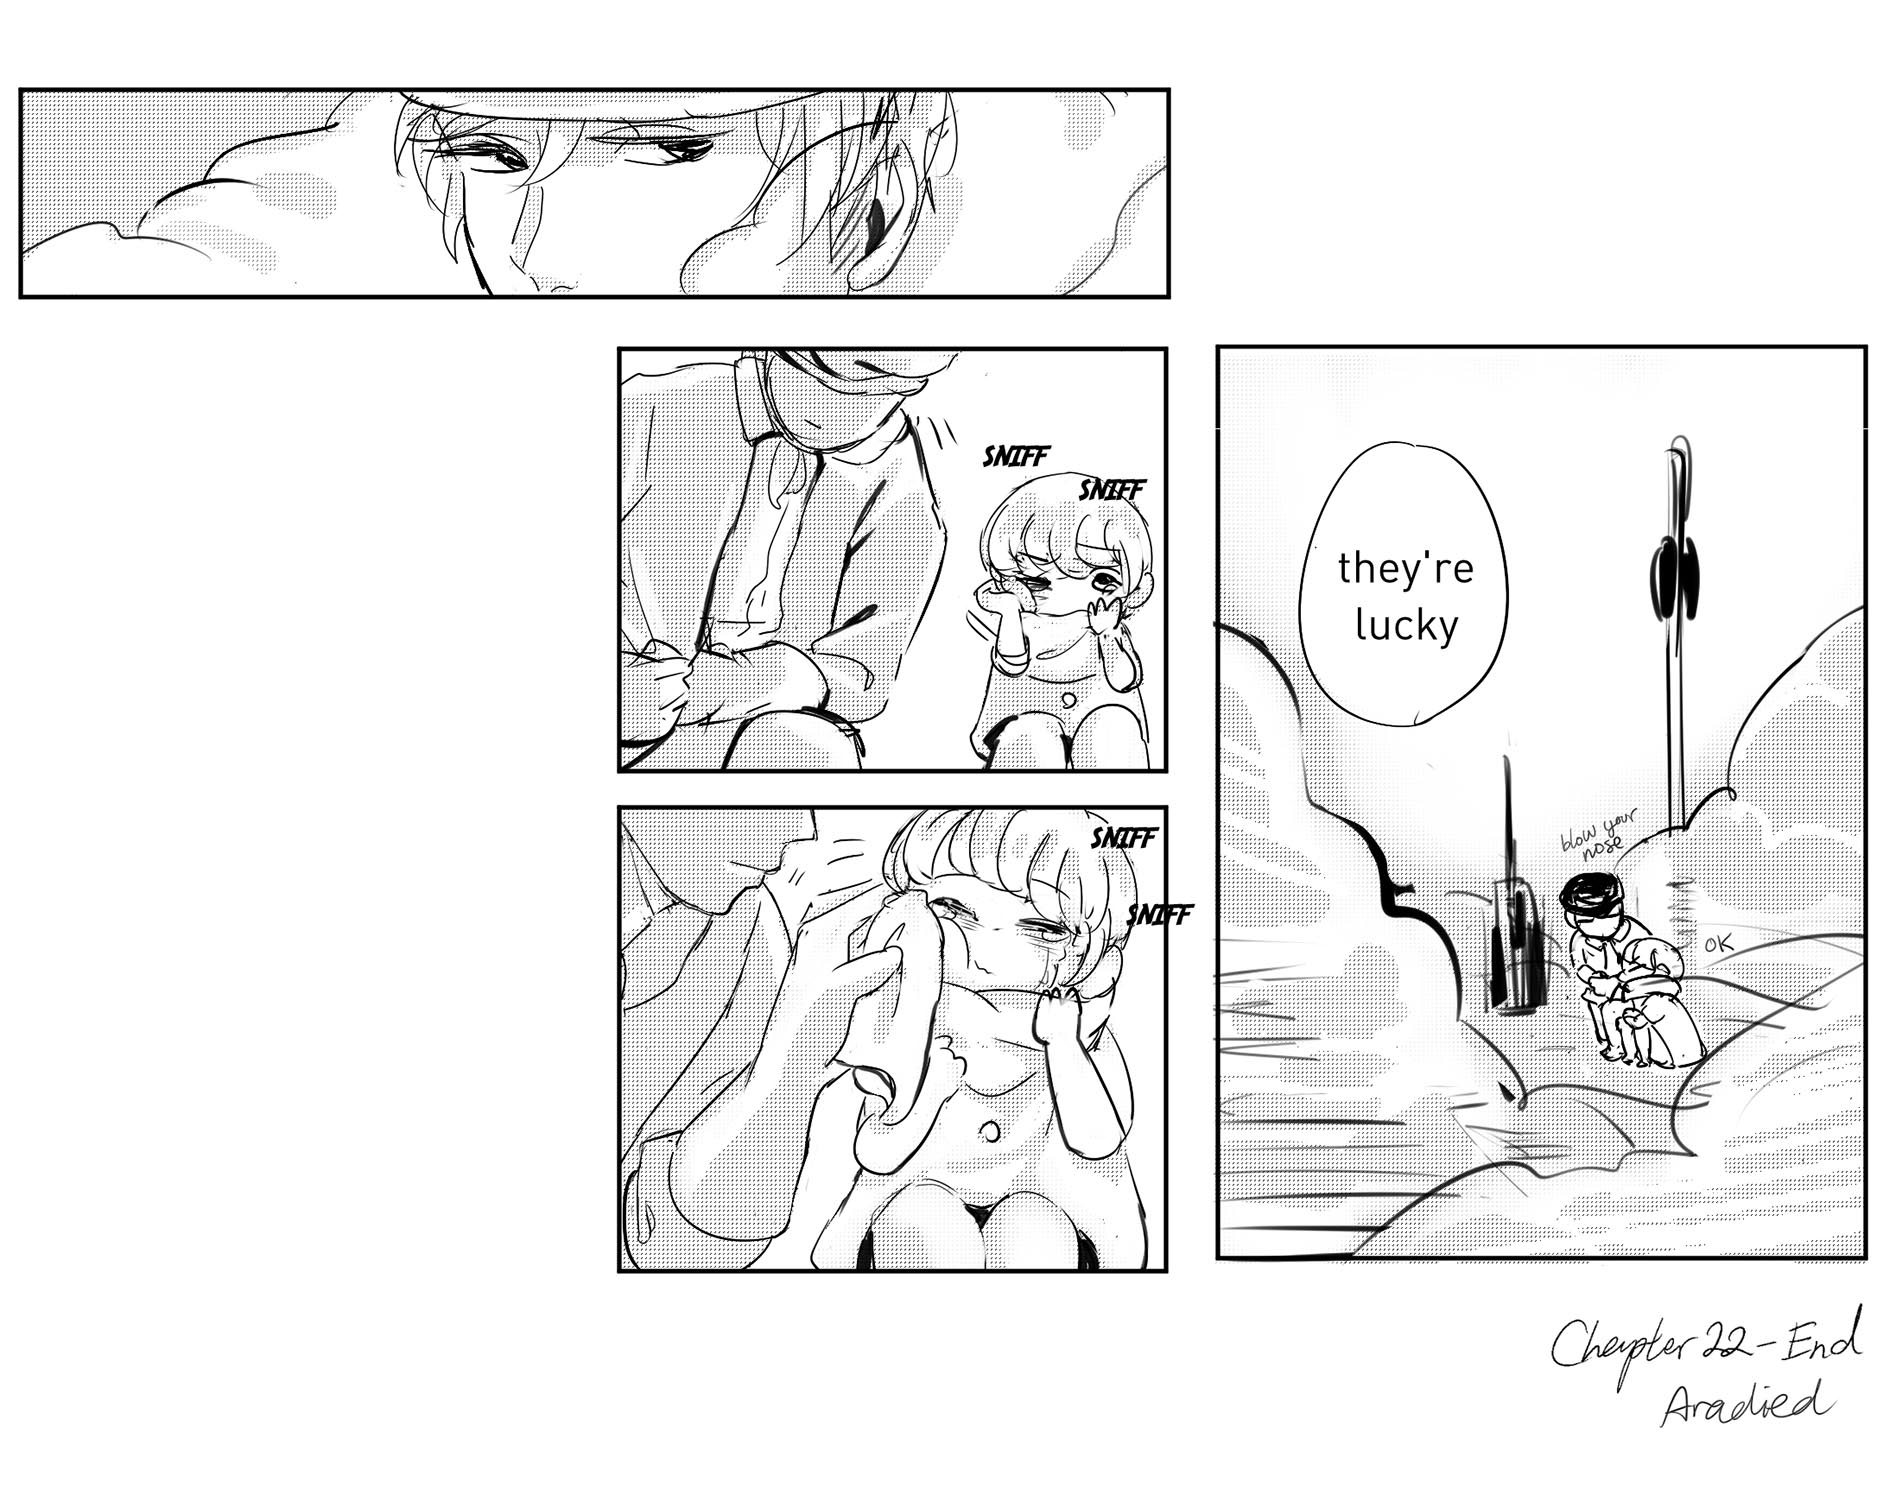 SNIFF
SNIFF
SNIFF
SNIFF
they're
lucky
blow your
nose
OK
Chapter 22 - End
Aradied